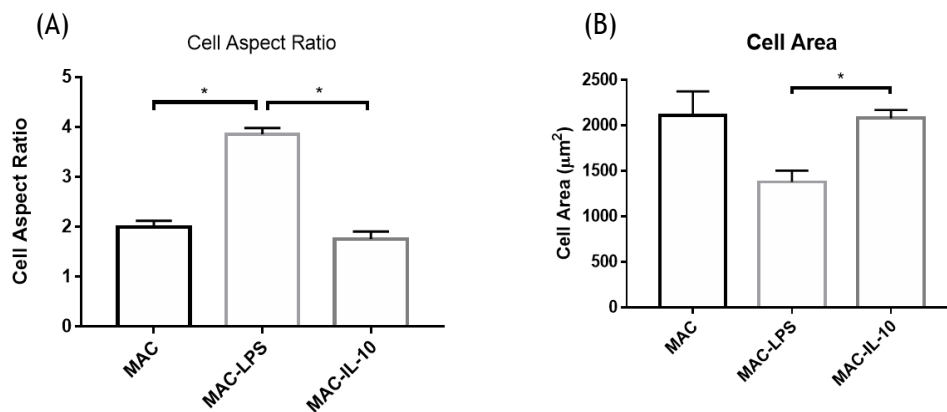 (A)
Cell Aspect Ratio
Cell Aspect Ratio
5
4
3
2
1
0
*
*
MAC
MAC-LPS
MAC-IL-10
(B)
Cell Area
Cell Area (μm²)
2500
2000
1500
1000
500
0
*
MAC
MAC-LPS
MAC-IL-10